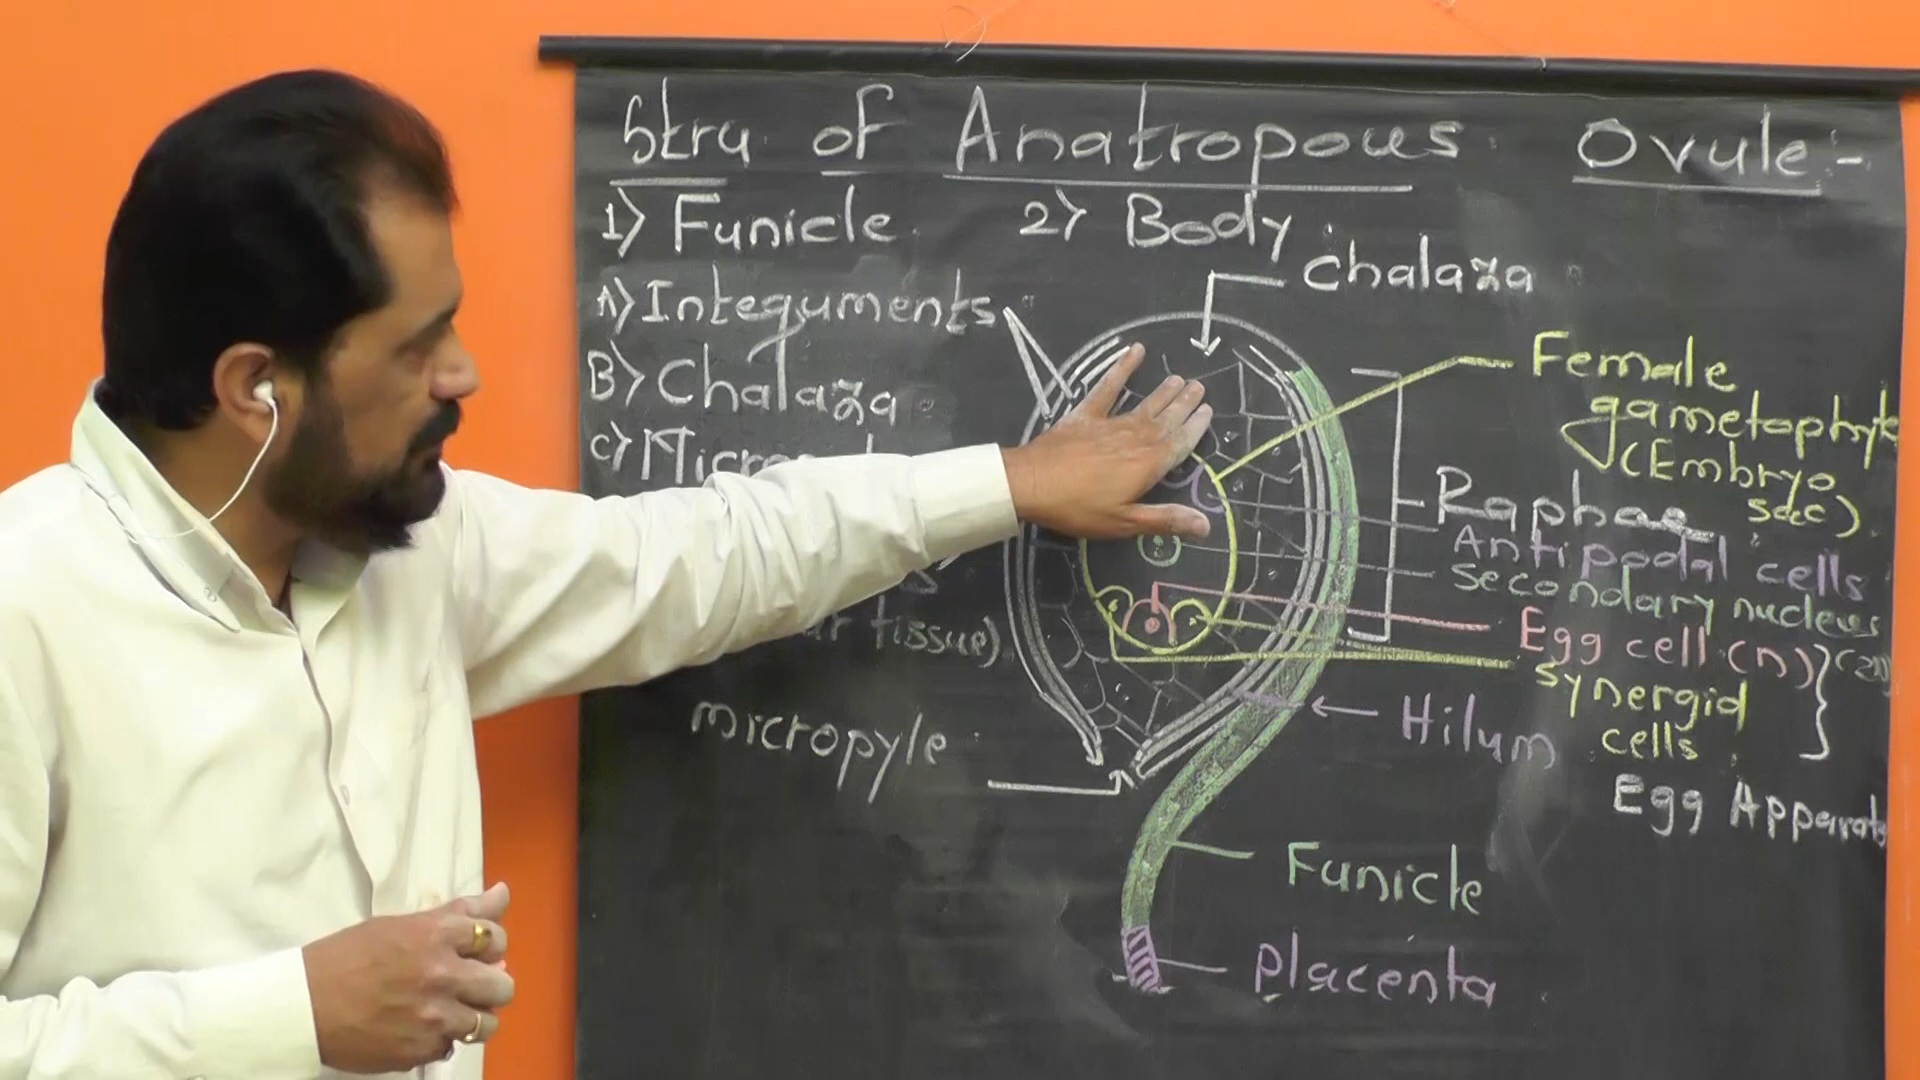 Stru of Anatropous Ovule:-
1) Funicle 2) Body
Chalaza
A) Integuments
B) Chalaza
C)
tissue)
micropyle
Female
gametophyte
(Embryo
sac)
Raphae
Antipodal cells
Secondary nucleus
(2n)
Egg cell (n)
Synergid
cells
Egg Apparatus
Hilum
Funicle
Placenta